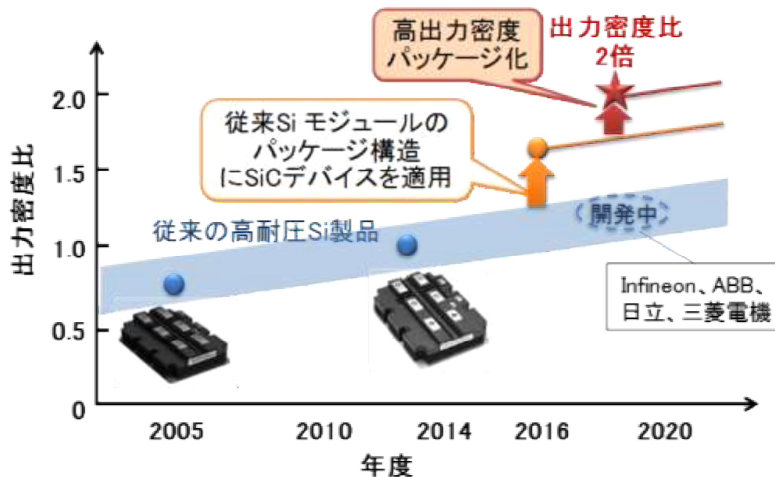 高出力密度
パッケージ化
出力密度比
2倍
従来Si モジュールの
パッケージ構造
にSiCデバイスを適用
従来の高耐圧Si製品
開発中
Infineon、ABB、
日立、三菱電機
出力密度比
2.0
1.5
1.0
0.5
0
2005
2010
2014
2016
2020
年度